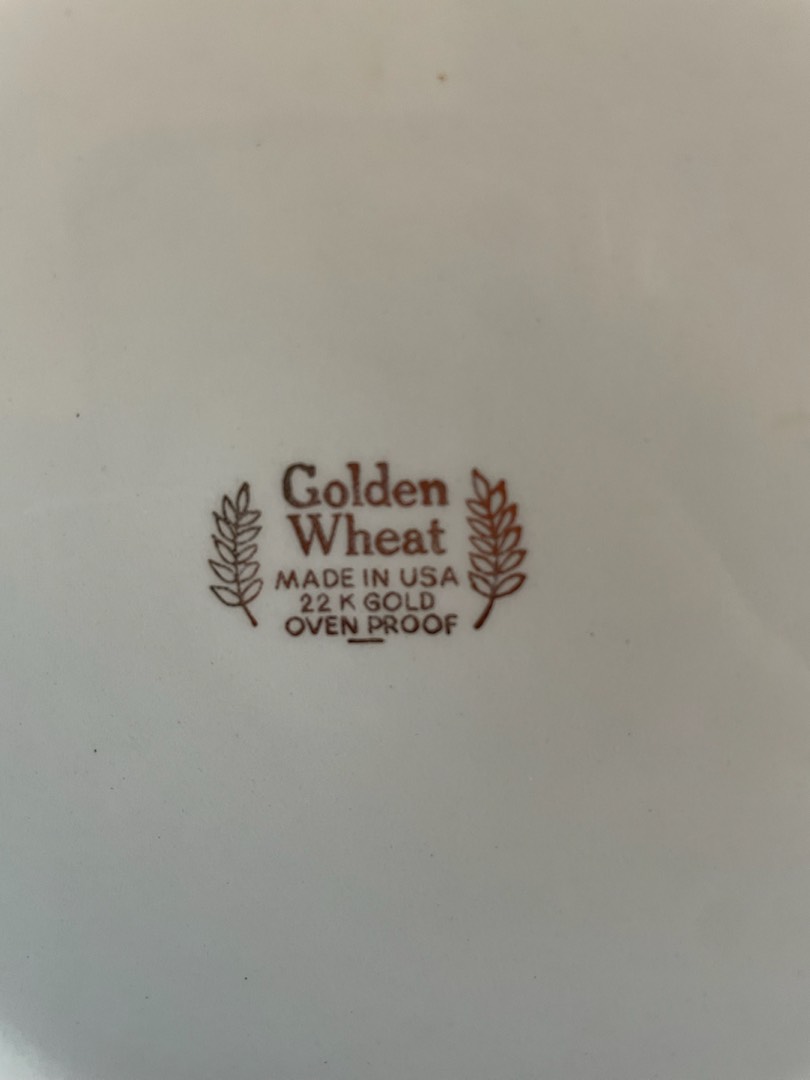 Golden
Wheat
MADE IN USA
22 K GOLD
OVEN PROOF